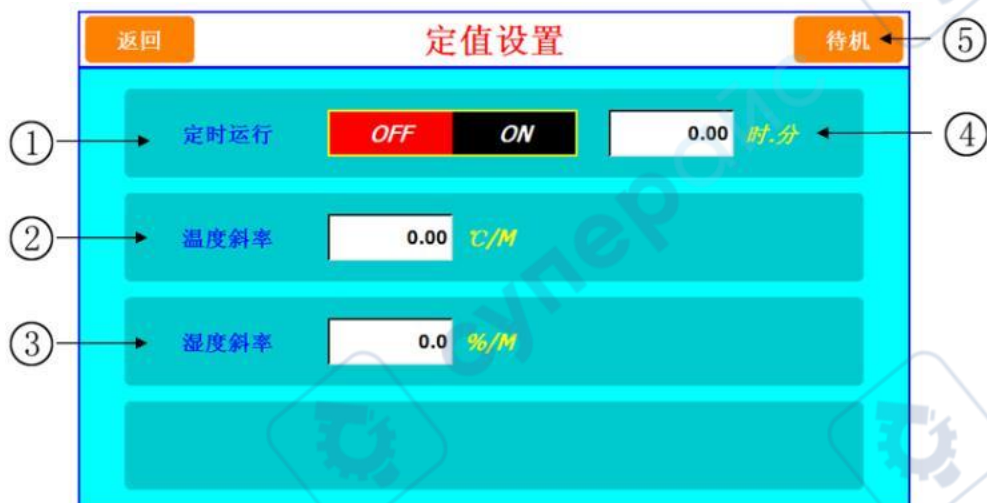 返回 定值设置 待机 ⑤
① 定时运行 OFF ON 0.00 时.分 ④
② 温度斜率 0.00 ℃/M
③ 湿度斜率 0.0 %/M
суперайс